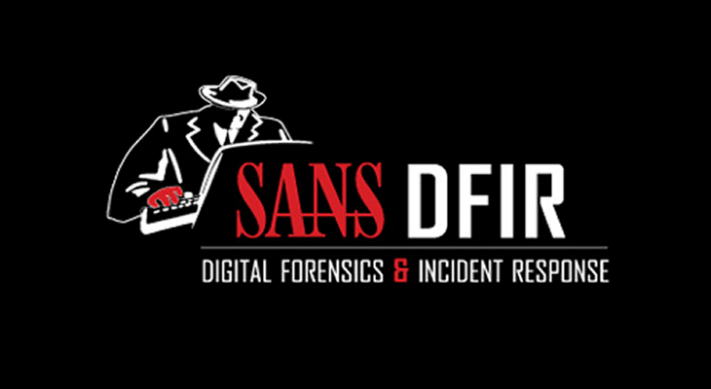 SANS DFIR
DIGITAL FORENSICS & INCIDENT RESPONSE